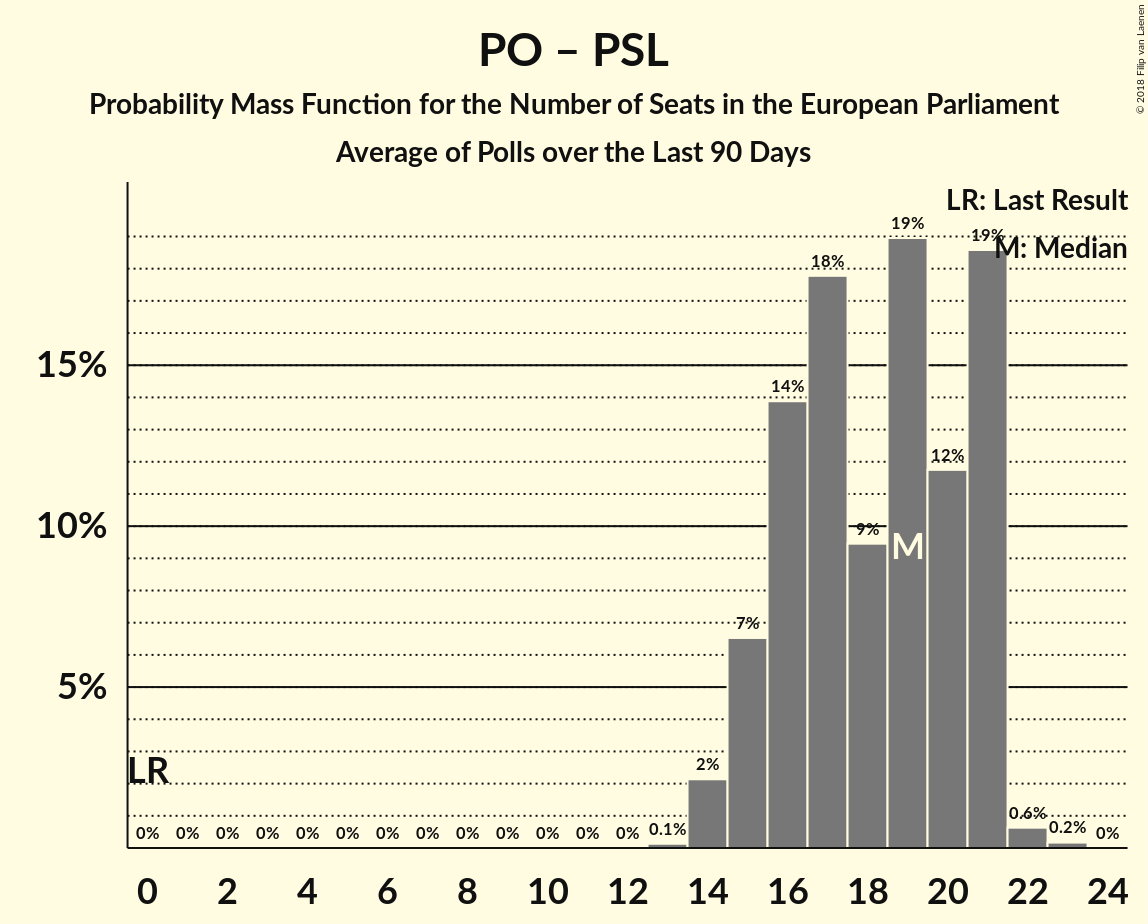 PO – PSL
Probability Mass Function for the Number of Seats in the European Parliament
Average of Polls over the Last 90 Days
© 2018 Filip van Laenen
LR: Last Result
M: Median
19%
19%
18%
15%
14%
12%
10%
9%
M
7%
5%
LR
2%
0% 0% 0% 0% 0% 0% 0% 0% 0% 0% 0% 0% 0% 0.1% 0.6% 0.2% 0%
0 2 4 6 8 10 12 14 16 18 20 22 24